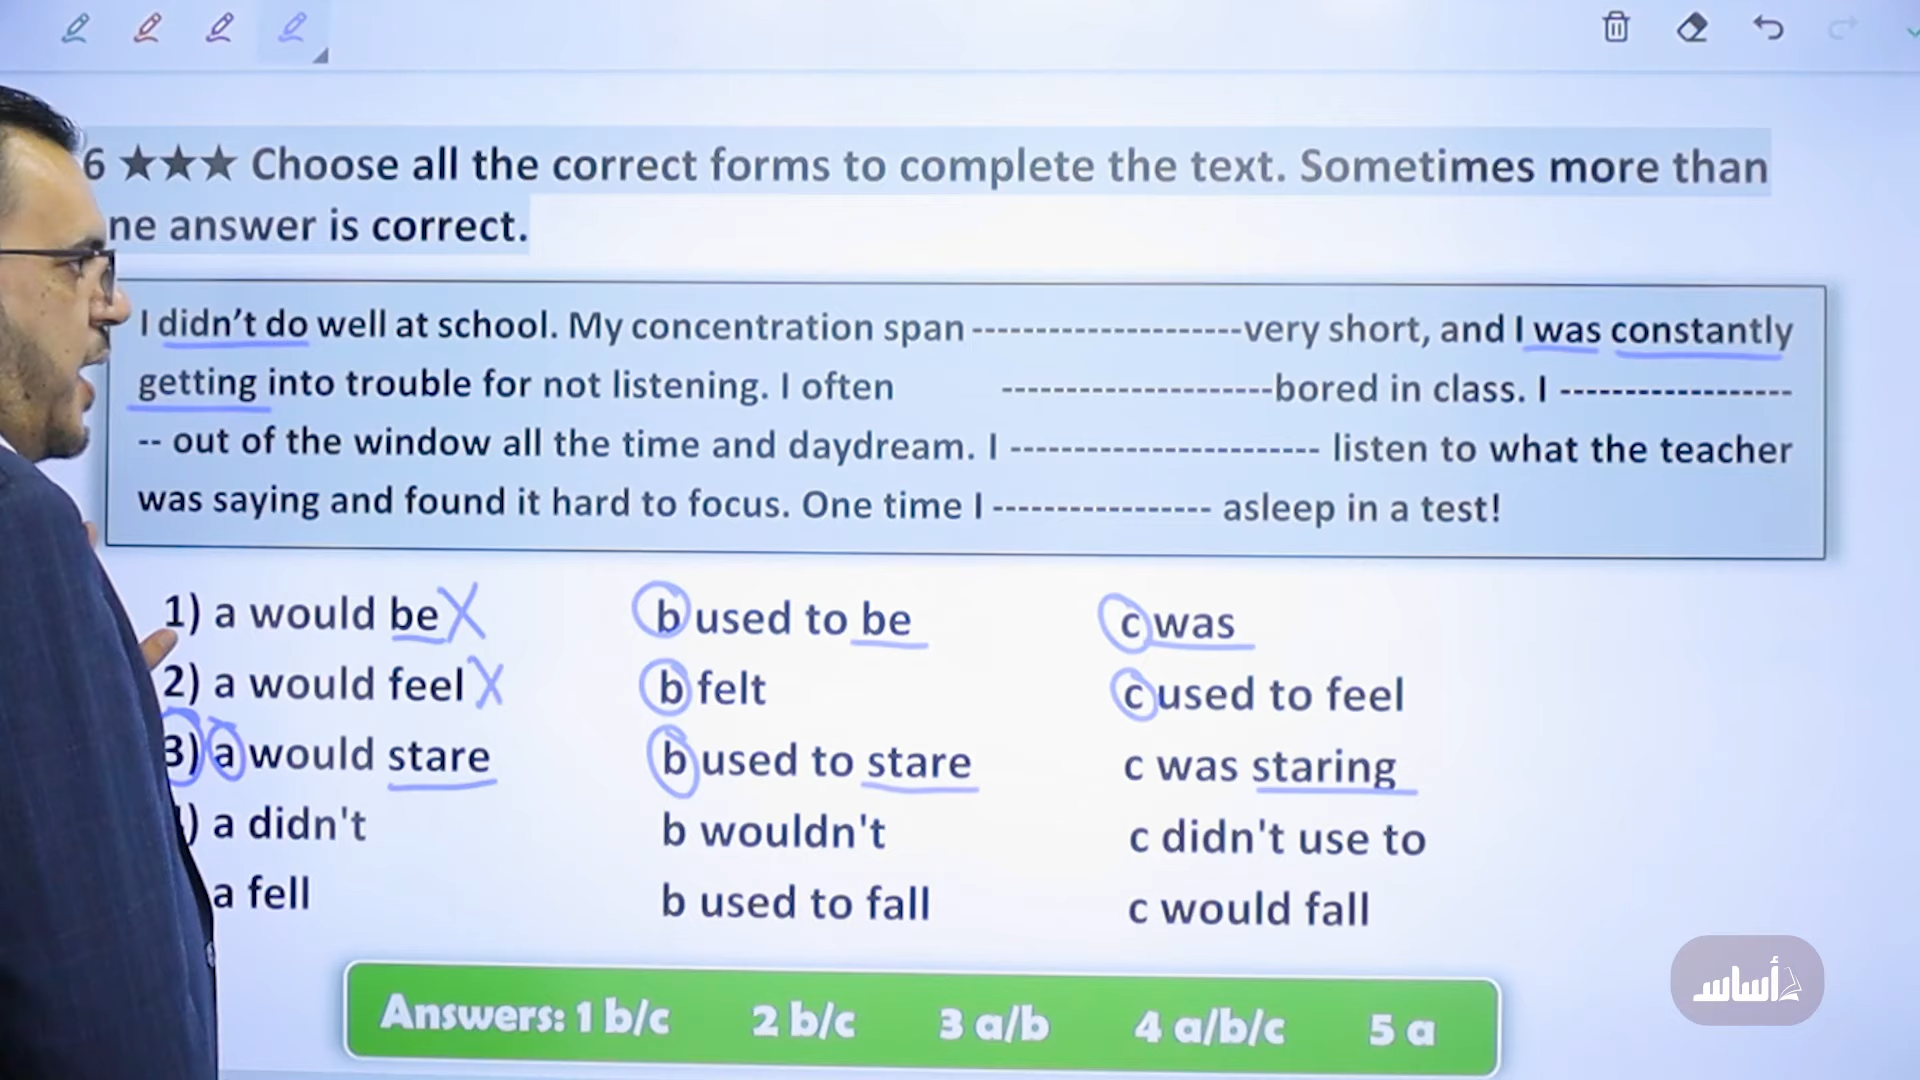 6 ★★★ Choose all the correct forms to complete the text. Sometimes more than
ne answer is correct.
I didn't do well at school. My concentration span ---------------------very short, and I was constantly
getting into trouble for not listening. I often ---------------------bored in class. I ------------------
-- out of the window all the time and daydream. I ------------------------ listen to what the teacher
was saying and found it hard to focus. One time I ----------------- asleep in a test!
1) a would be b used to be c was
2) a would feel b felt c used to feel
3) a would stare b used to stare c was staring
) a didn't b wouldn't c didn't use to
a fell b used to fall c would fall
Answers: 1 b/c 2 b/c 3 a/b 4 a/b/c 5 a
أساس